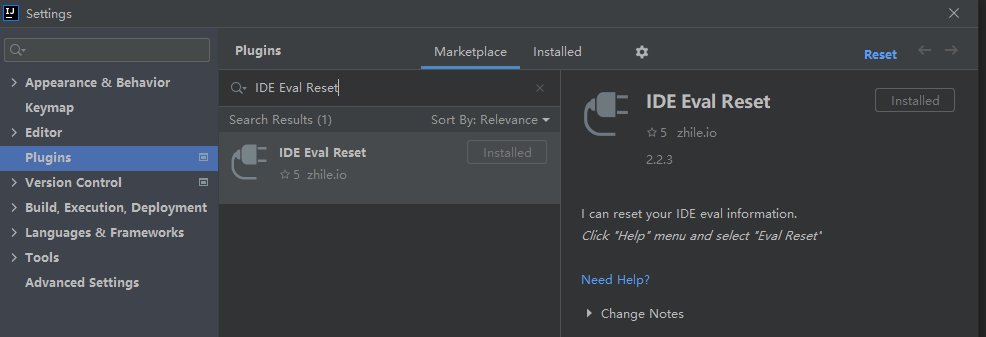 Settings
Plugins
Marketplace
Installed
Reset
Appearance & Behavior
Keymap
Editor
Plugins
Version Control
Build, Execution, Deployment
Languages & Frameworks
Tools
Advanced Settings
IDE Eval Reset
Search Results (1)
Sort By: Relevance
IDE Eval Reset
Installed
5 zhile.io
IDE Eval Reset
Installed
5 zhile.io
2.2.3
I can reset your IDE eval information.
Click "Help" menu and select "Eval Reset"
Need Help?
Change Notes